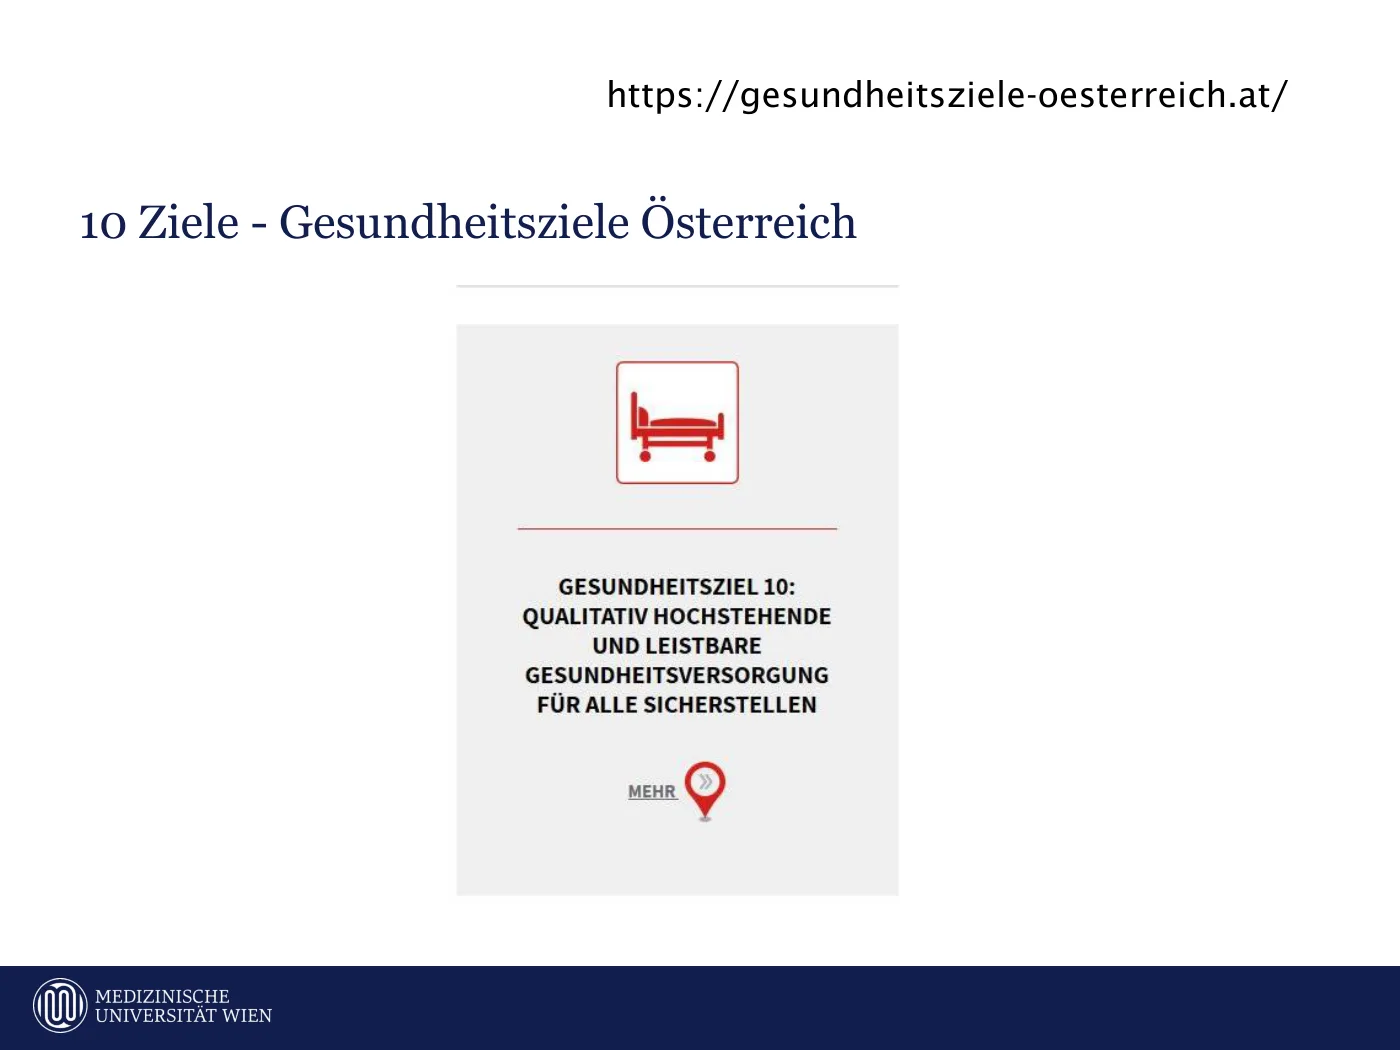 https://gesundheitsziele-oesterreich.at/
10 Ziele - Gesundheitsziele Österreich
GESUNDHEITSZIEL 10:
QUALITATIV HOCHSTEHENDE
UND LEISTBARE
GESUNDHEITSVERSORGUNG
FÜR ALLE SICHERSTELLEN
MEHR
MEDIZINISCHE
UNIVERSITÄT WIEN